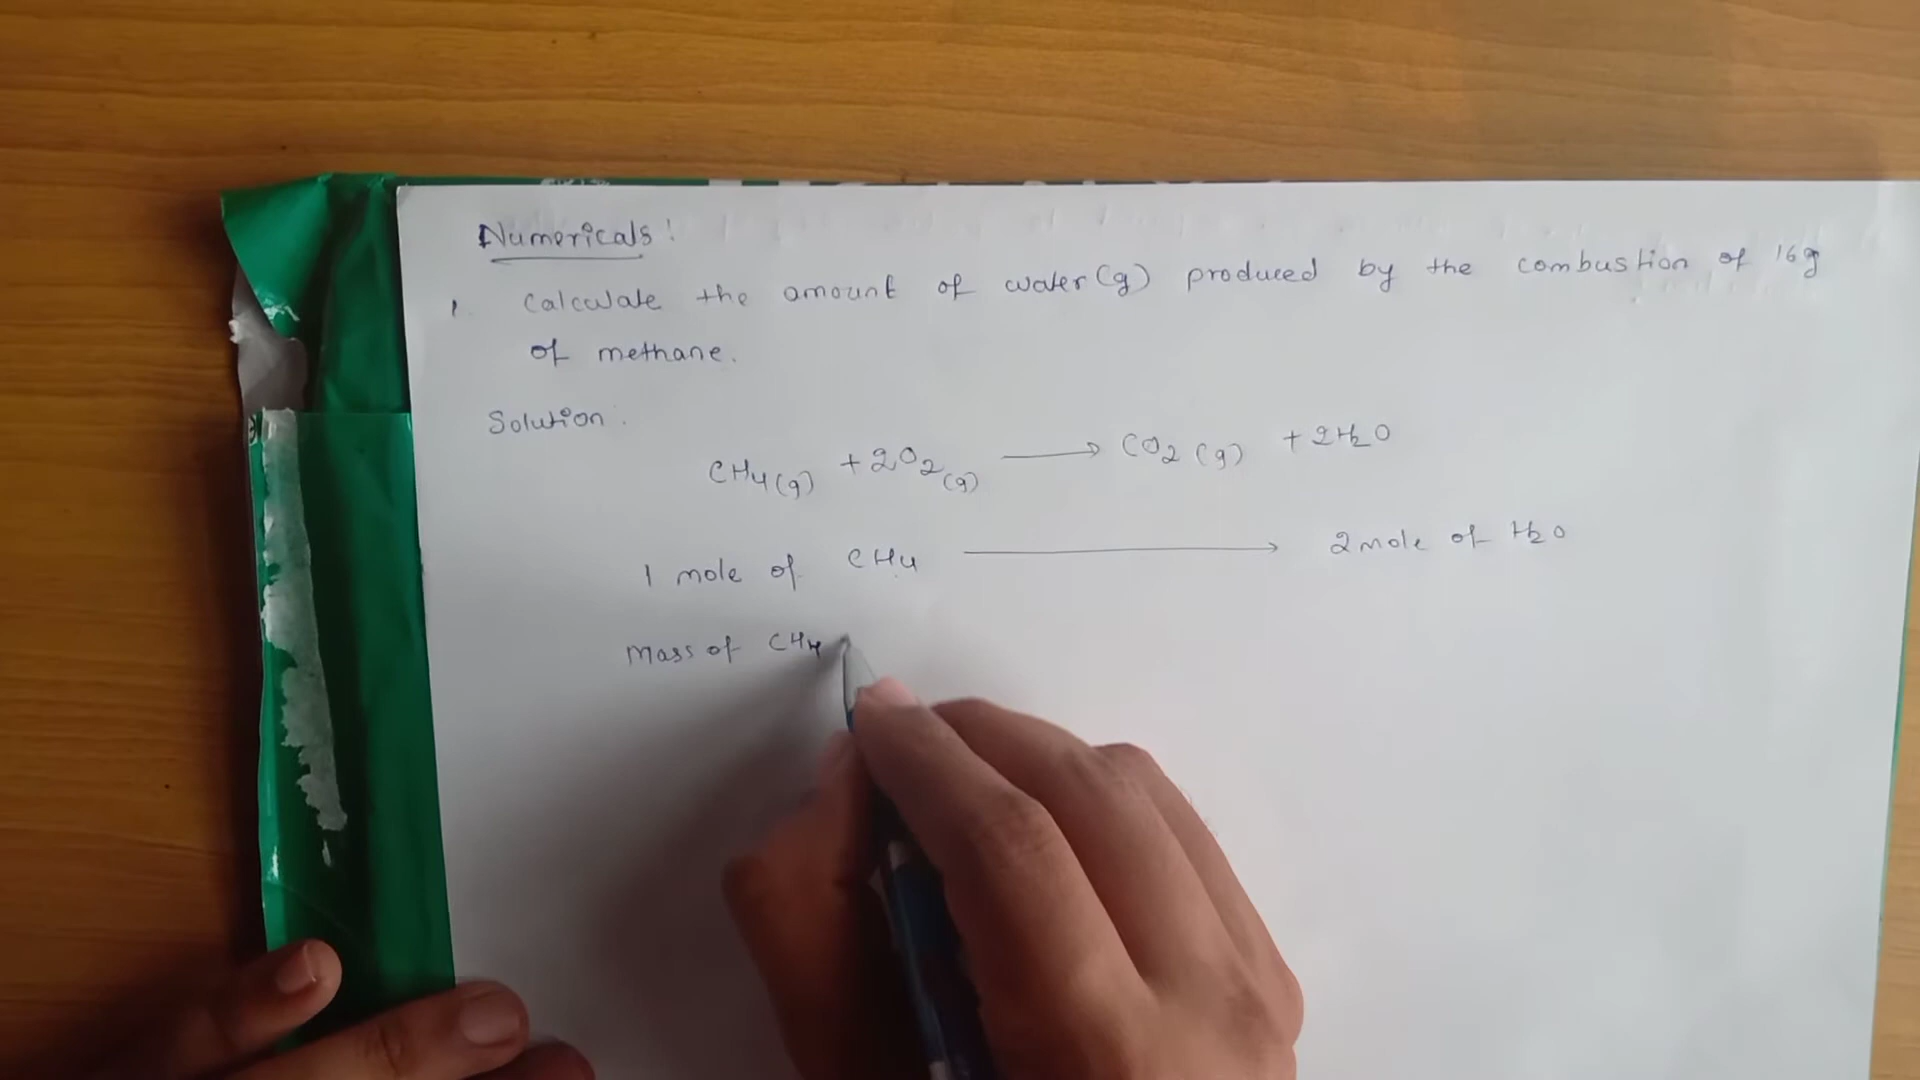 Numericals!
1. Calculate the amount of water(g) produced by the combustion of 16g
of methane.
Solution.
CH4(g) + 2O2(g) → CO2(g) + 2H2O
1 mole of CH4 → 2 mole of H2O
Mass of CH4